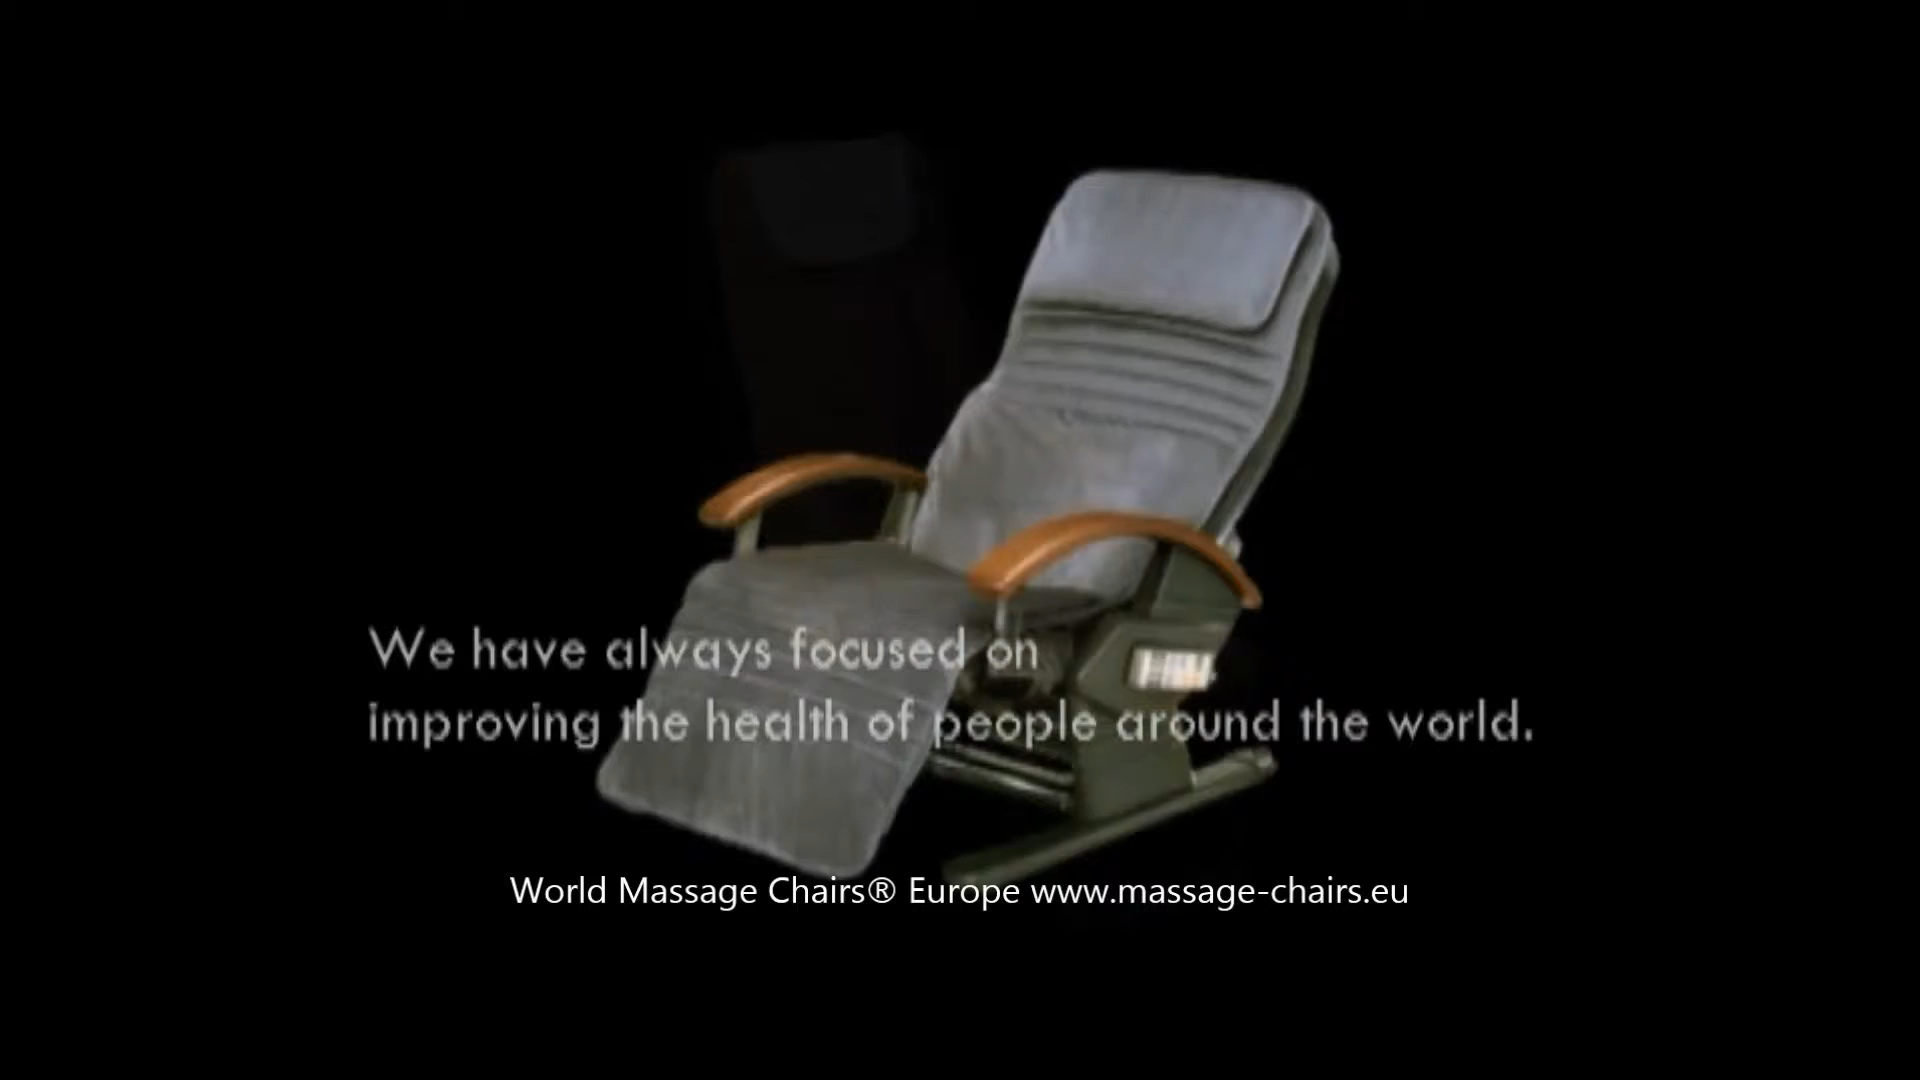 We have always focused on
improving the health of people around the world.
World Massage Chairs® Europe www.massage-chairs.eu